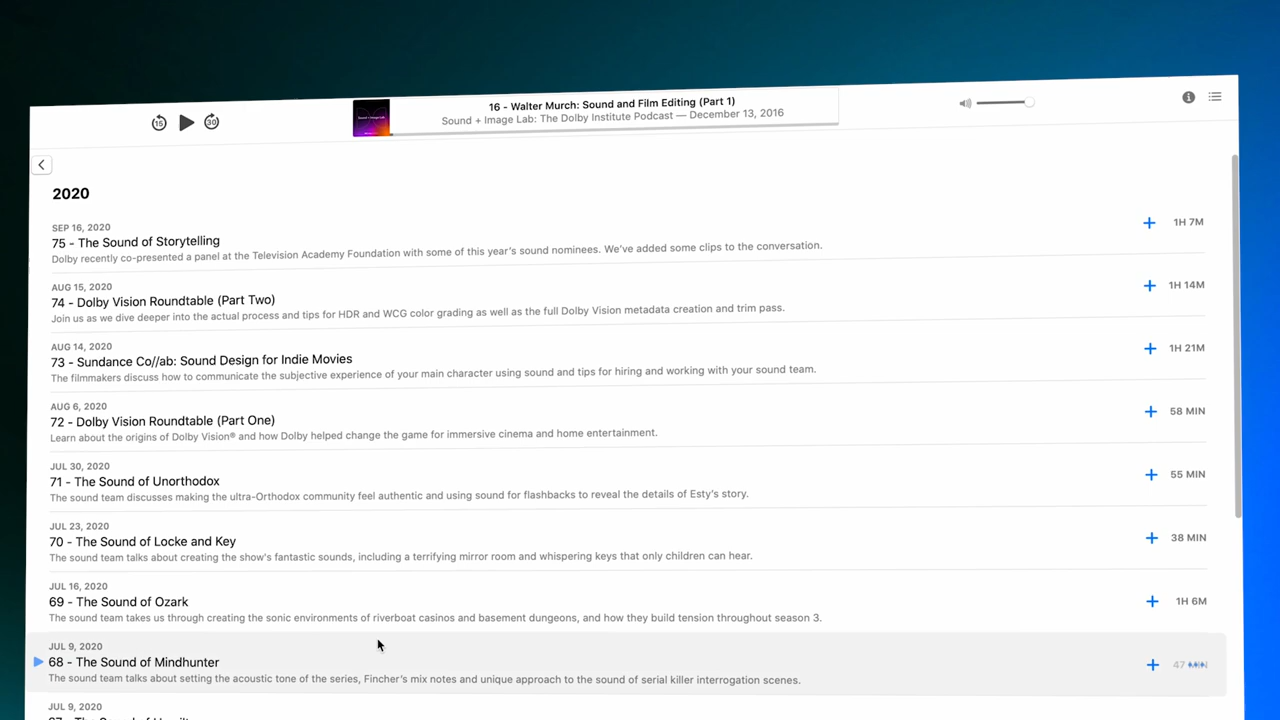 15
30
16 - Walter Murch: Sound and Film Editing (Part 1)
Sound + Image Lab: The Dolby Institute Podcast — December 13, 2016
2020
SEP 16, 2020
75 - The Sound of Storytelling
Dolby recently co-presented a panel at the Television Academy Foundation with some of this year's sound nominees. We've added some clips to the conversation.
1H 7M
AUG 15, 2020
74 - Dolby Vision Roundtable (Part Two)
Join us as we dive deeper into the actual process and tips for HDR and WCG color grading as well as the full Dolby Vision metadata creation and trim pass.
1H 14M
AUG 14, 2020
73 - Sundance Co//ab: Sound Design for Indie Movies
The filmmakers discuss how to communicate the subjective experience of your main character using sound and tips for hiring and working with your sound team.
1H 21M
AUG 6, 2020
72 - Dolby Vision Roundtable (Part One)
Learn about the origins of Dolby Vision® and how Dolby helped change the game for immersive cinema and home entertainment.
58 MIN
JUL 30, 2020
71 - The Sound of Unorthodox
The sound team discusses making the ultra-Orthodox community feel authentic and using sound for flashbacks to reveal the details of Esty's story.
55 MIN
JUL 23, 2020
70 - The Sound of Locke and Key
The sound team talks about creating the show's fantastic sounds, including a terrifying mirror room and whispering keys that only children can hear.
38 MIN
JUL 16, 2020
69 - The Sound of Ozark
The sound team takes us through creating the sonic environments of riverboat casinos and basement dungeons, and how they build tension throughout season 3.
1H 6M
JUL 9, 2020
68 - The Sound of Mindhunter
The sound team talks about setting the acoustic tone of the series, Fincher's mix notes and unique approach to the sound of serial killer interrogation scenes.
47
JUL 9, 2020